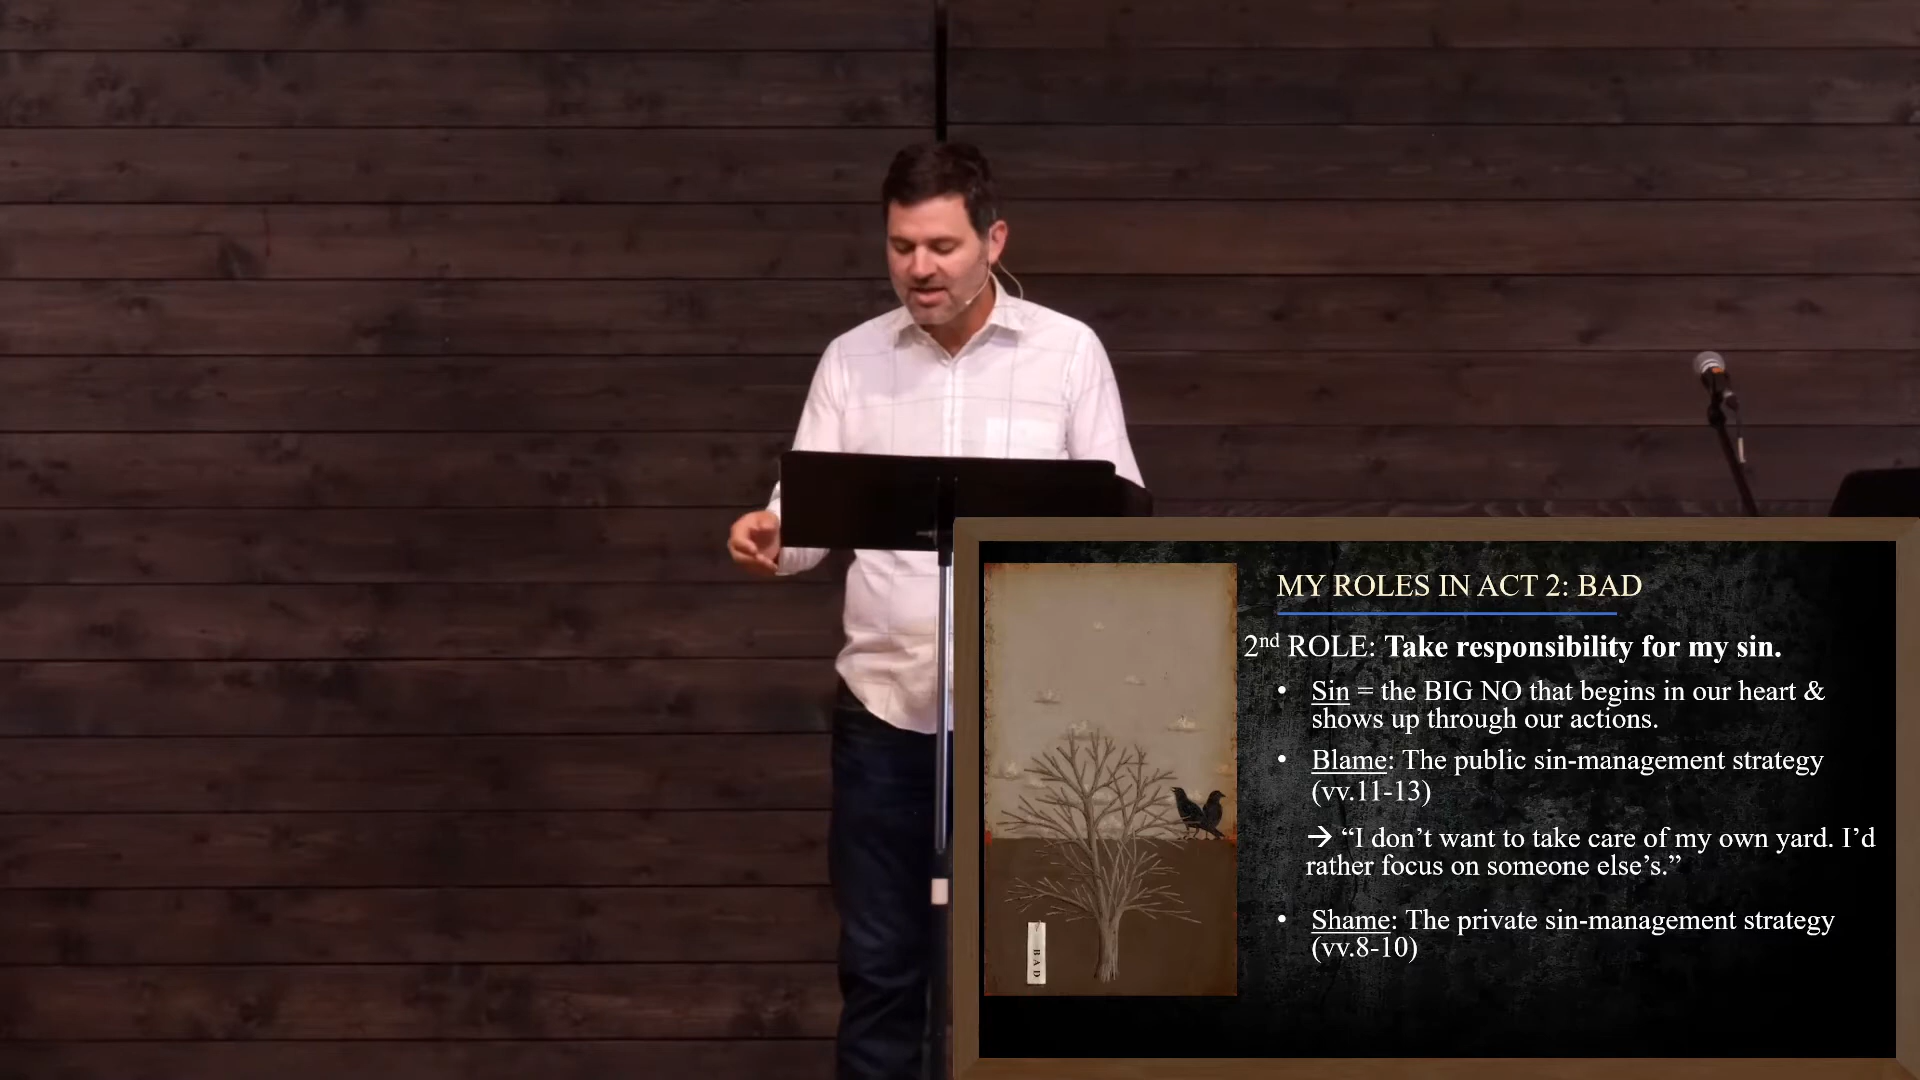 MY ROLES IN ACT 2: BAD
2nd ROLE: Take responsibility for my sin.
• Sin = the BIG NO that begins in our heart &
shows up through our actions.
• Blame: The public sin-management strategy
(vv.11-13)
→ “I don’t want to take care of my own yard. I’d
rather focus on someone else’s.”
• Shame: The private sin-management strategy
(vv.8-10)
BAD